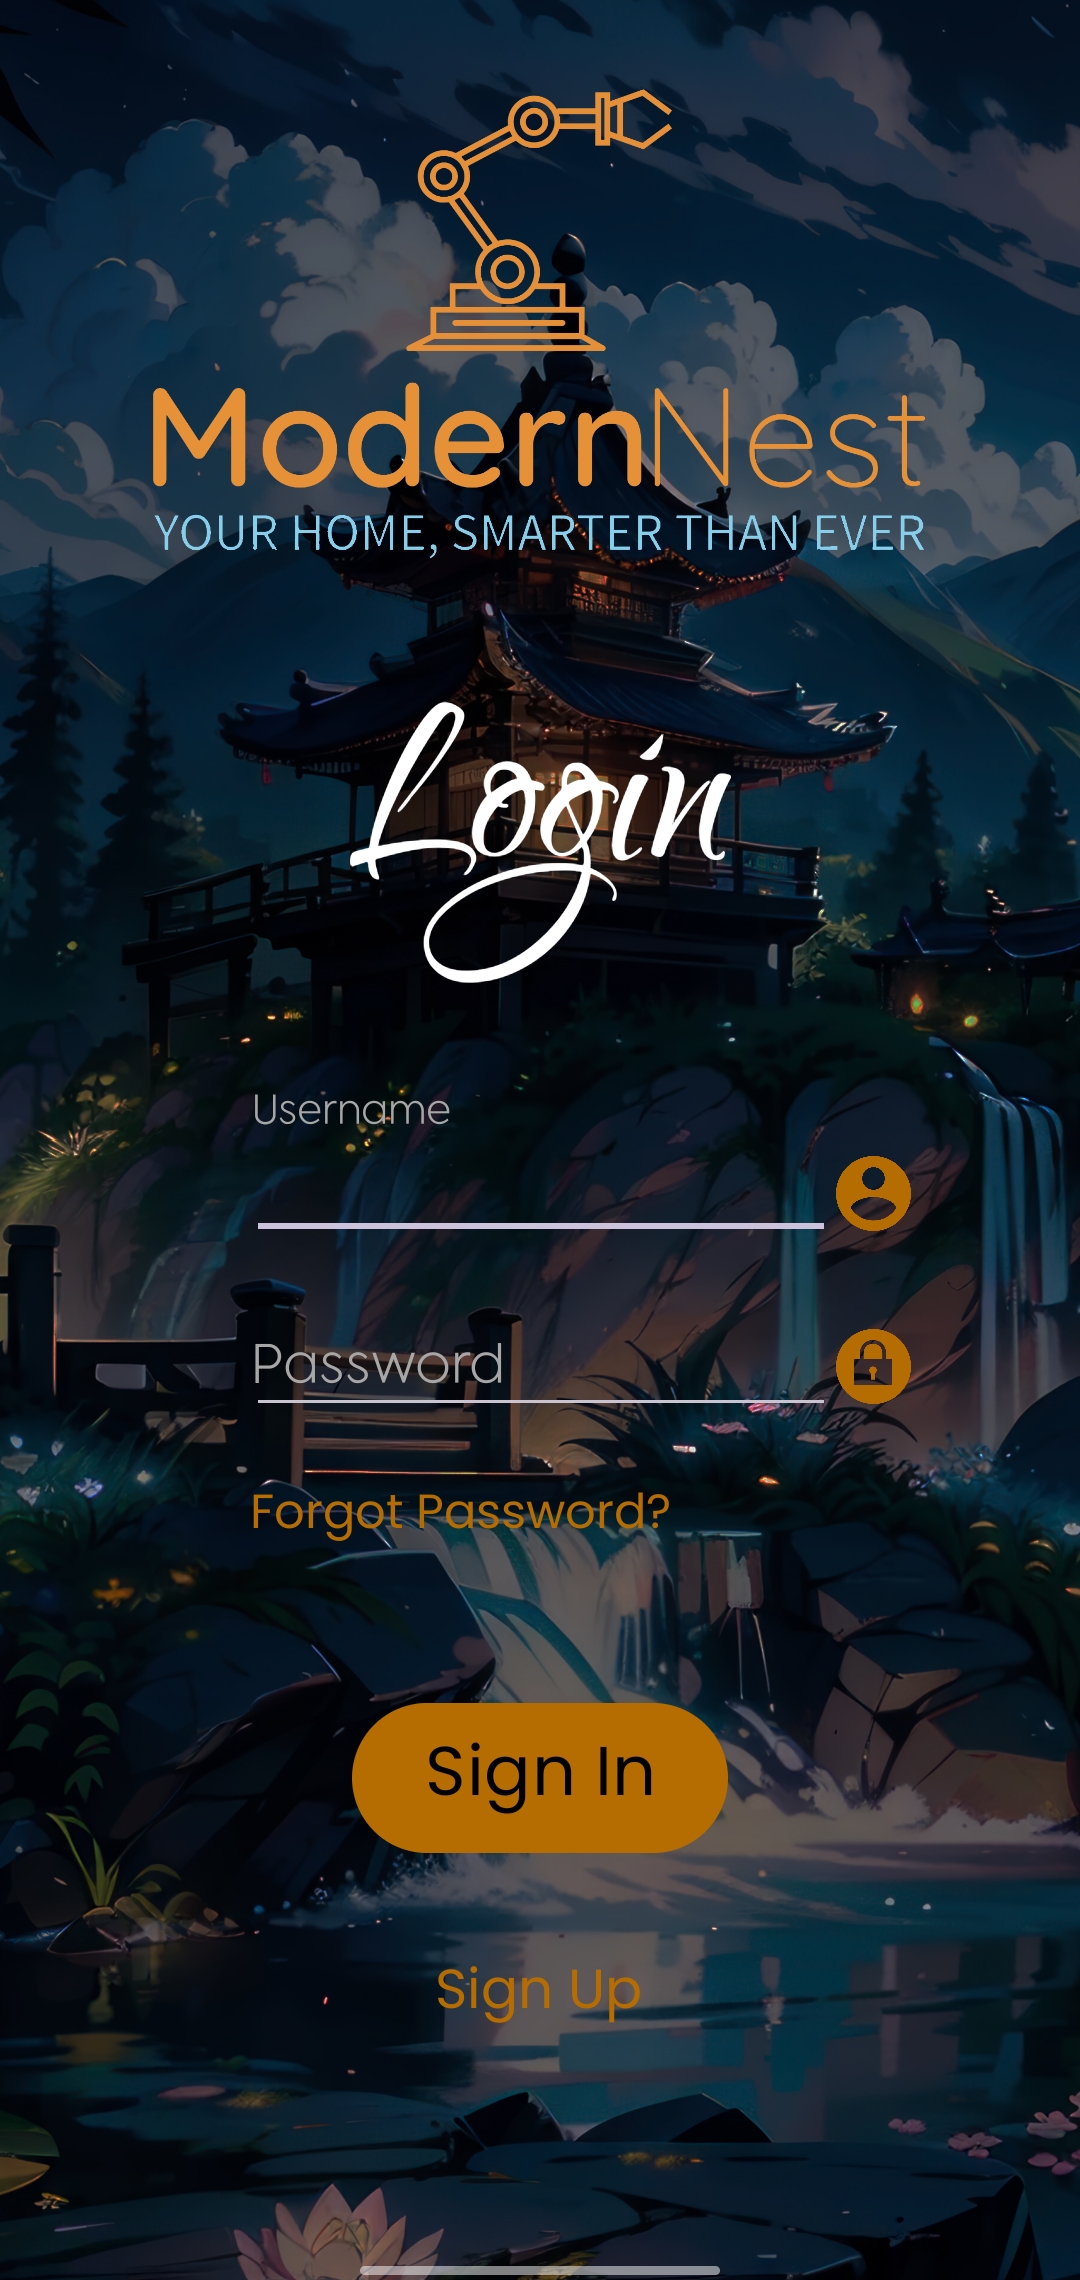 ModernNest
YOUR HOME, SMARTER THAN EVER
Login
Username
Password
Forgot Password?
Sign In
Sign Up